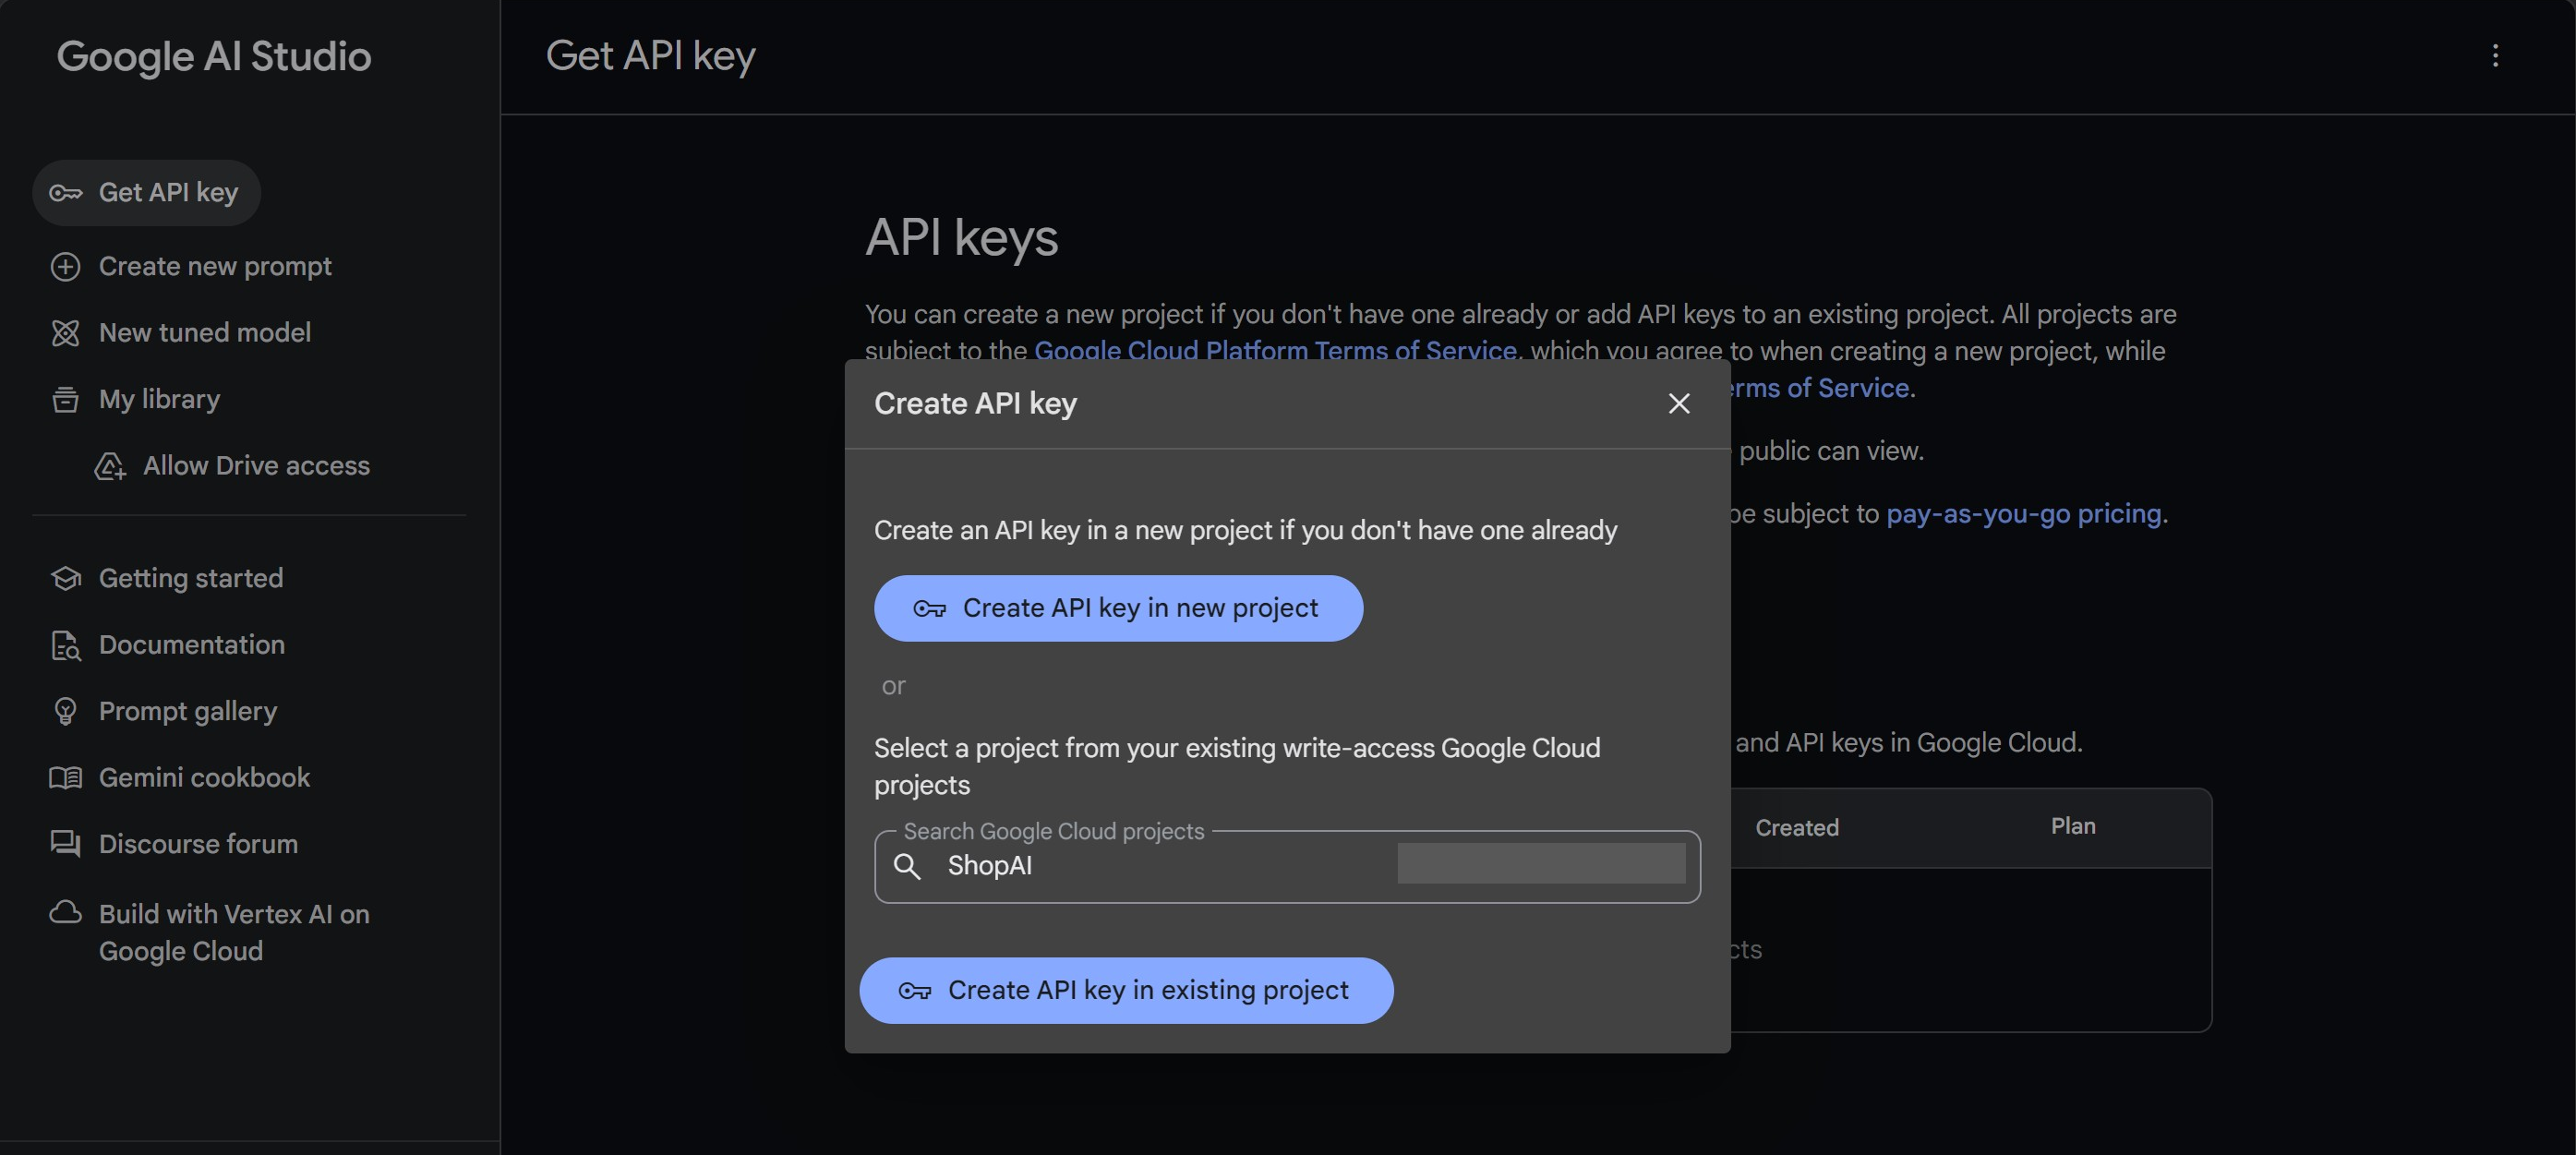 Google AI Studio
Get API key
Create new prompt
New tuned model
My library
Allow Drive access
Getting started
Documentation
Prompt gallery
Gemini cookbook
Discourse forum
Build with Vertex AI on
Google Cloud
Get API key
API keys
You can create a new project if you don't have one already or add API keys to an existing project. All projects are
subject to the Google Cloud Platform Terms of Service, which you agree to when creating a new project, while
erms of Service.
public can view.
be subject to pay-as-you-go pricing.
and API keys in Google Cloud.
Created Plan
cts
Create API key
Create an API key in a new project if you don't have one already
Create API key in new project
or
Select a project from your existing write-access Google Cloud
projects
Search Google Cloud projects
ShopAI
Create API key in existing project